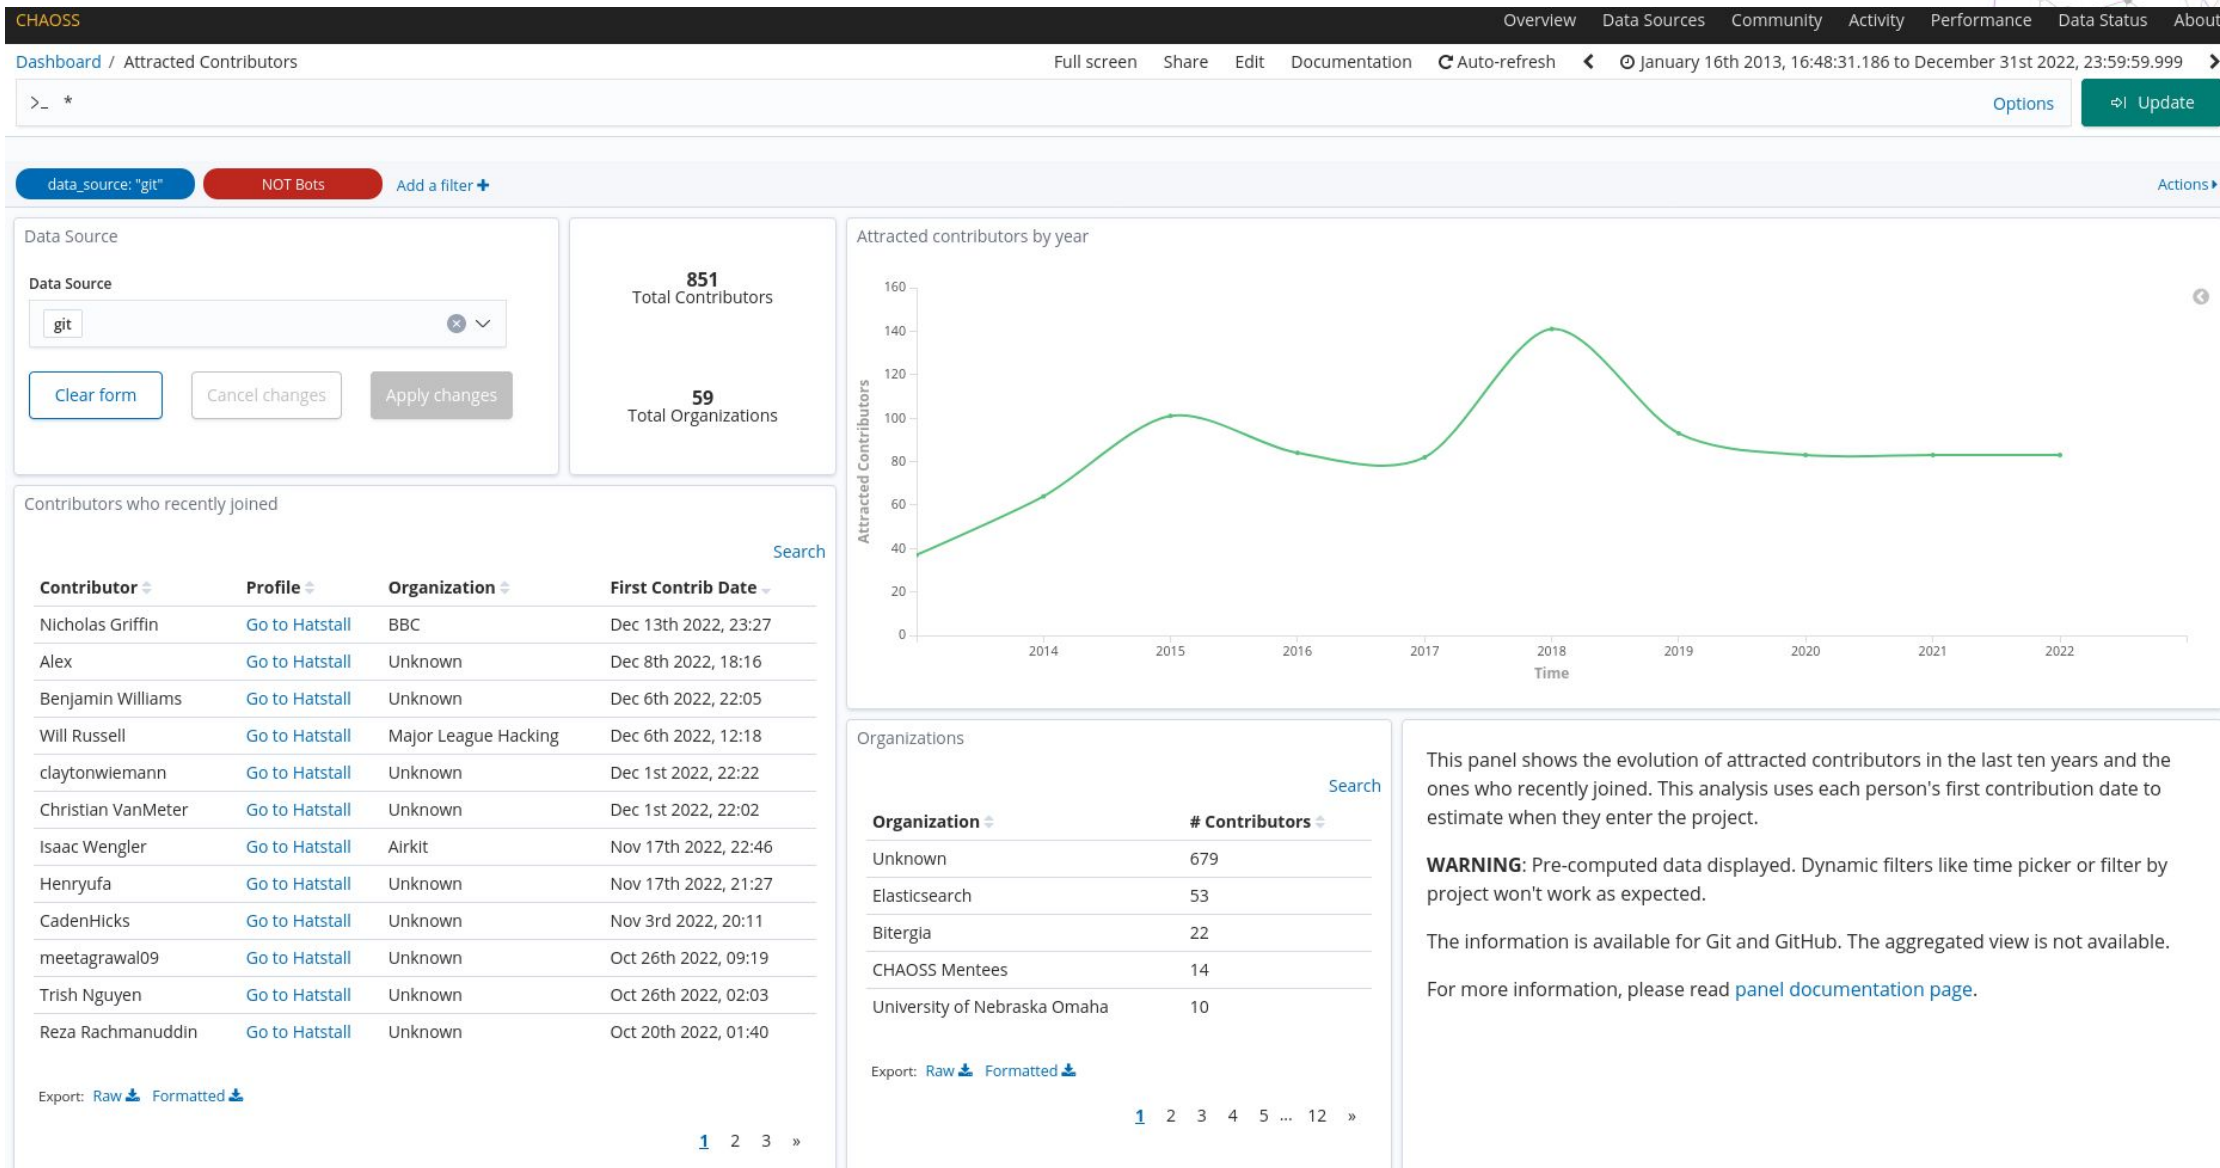 CHAOSS
Overview Data Sources Community Activity Performance Data Status About
Dashboard / Attracted Contributors
Full screen Share Edit Documentation Auto-refresh January 16th 2013, 16:48:31.186 to December 31st 2022, 23:59:59.999
>_ *
Options
Update
data_source: "git"
NOT Bots
Add a filter +
Actions
Data Source
Data Source
git
Clear form
Cancel changes
Apply changes
851
Total Contributors
59
Total Organizations
Attracted contributors by year
160
140
120
100
80
60
40
20
0
Attracted Contributors
2014 2015 2016 2017 2018 2019 2020 2021 2022
Time
Contributors who recently joined
Search
Contributor Profile Organization First Contrib Date
Nicholas Griffin Go to Hatstall BBC Dec 13th 2022, 23:27
Alex Go to Hatstall Unknown Dec 8th 2022, 18:16
Benjamin Williams Go to Hatstall Unknown Dec 6th 2022, 22:05
Will Russell Go to Hatstall Major League Hacking Dec 6th 2022, 12:18
claytonwiemann Go to Hatstall Unknown Dec 1st 2022, 22:22
Christian VanMeter Go to Hatstall Unknown Dec 1st 2022, 22:02
Isaac Wengler Go to Hatstall Airkit Nov 17th 2022, 22:46
Henryufa Go to Hatstall Unknown Nov 17th 2022, 21:27
CadenHicks Go to Hatstall Unknown Nov 3rd 2022, 20:11
meetagrawal09 Go to Hatstall Unknown Oct 26th 2022, 09:19
Trish Nguyen Go to Hatstall Unknown Oct 26th 2022, 02:03
Reza Rachmanuddin Go to Hatstall Unknown Oct 20th 2022, 01:40
Export: Raw Formatted
1 2 3 »
Organizations
Search
Organization # Contributors
Unknown 679
Elasticsearch 53
Bitergia 22
CHAOSS Mentees 14
University of Nebraska Omaha 10
Export: Raw Formatted
1 2 3 4 5 ... 12 »
This panel shows the evolution of attracted contributors in the last ten years and the
ones who recently joined. This analysis uses each person's first contribution date to
estimate when they enter the project.
WARNING: Pre-computed data displayed. Dynamic filters like time picker or filter by
project won't work as expected.
The information is available for Git and GitHub. The aggregated view is not available.
For more information, please read panel documentation page.